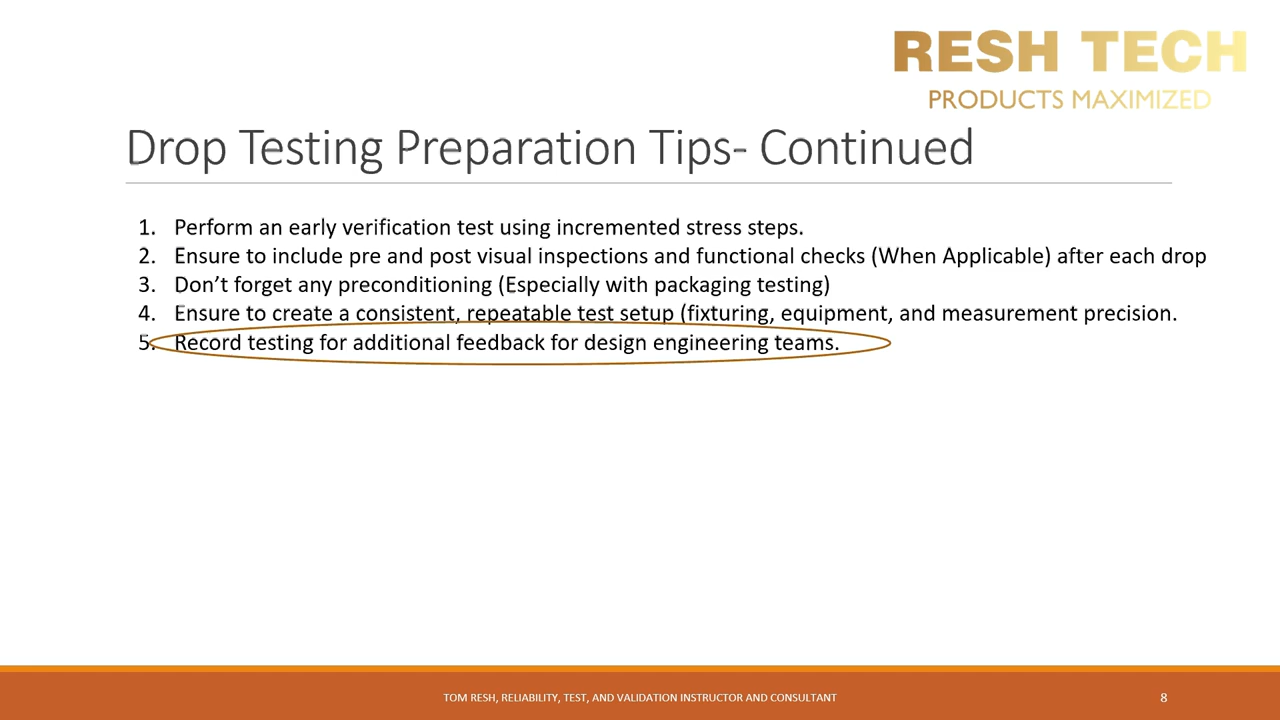 RESH TECH
PRODUCTS MAXIMIZED
Drop Testing Preparation Tips- Continued
1. Perform an early verification test using incremented stress steps.
2. Ensure to include pre and post visual inspections and functional checks (When Applicable) after each drop
3. Don’t forget any preconditioning (Especially with packaging testing)
4. Ensure to create a consistent, repeatable test setup (fixturing, equipment, and measurement precision.
5. Record testing for additional feedback for design engineering teams.
TOM RESH, RELIABILITY, TEST, AND VALIDATION INSTRUCTOR AND CONSULTANT
8